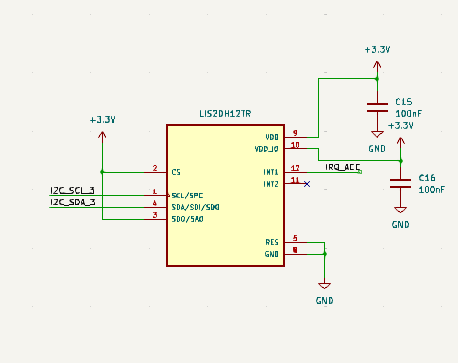 +3.3V
C15
100nF
+3.3V
GND
LIS2DH12TR
+3.3V
9
VDD
10
VDD_IO
2
CS
12
INT1
IRQ_ACC
11
INT2
C16
100nF
I2C_SCL_3
1
SCL/SPC
I2C_SDA_3
4
SDA/SDI/SDO
3
SDO/SA0
GND
5
RES
GND
GND